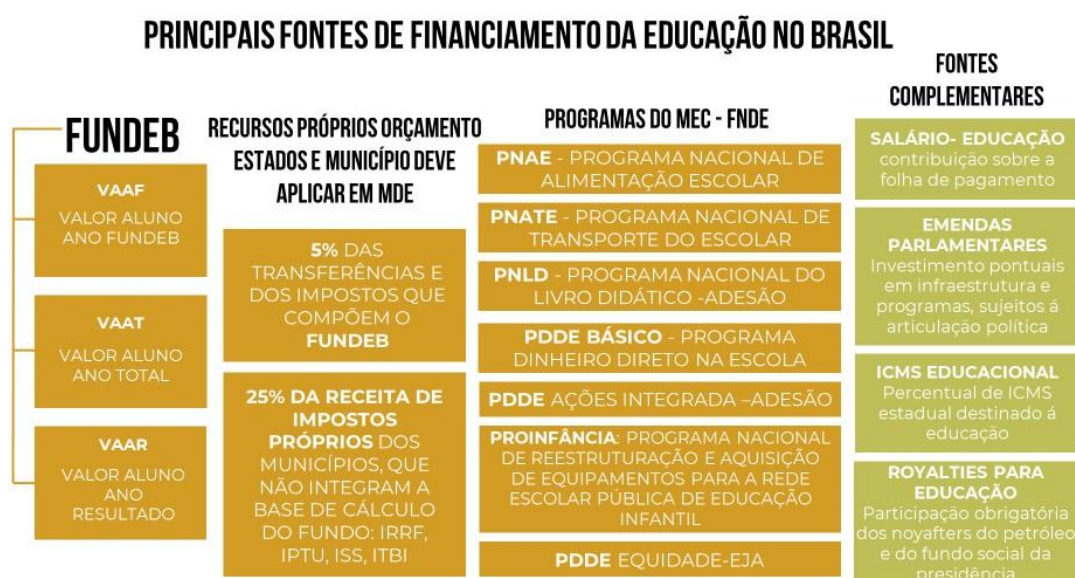 PRINCIPAIS FONTES DE FINANCIAMENTO DA EDUCAÇÃO NO BRASIL
FUNDEB
VAAF
VALOR ALUNO
ANO FUNDEB
VAAT
VALOR ALUNO
ANO TOTAL
VAAR
VALOR ALUNO
ANO
RESULTADO
RECURSOS PRÓPRIOS ORÇAMENTO
ESTADOS E MUNICÍPIO DEVE
APLICAR EM MDE
5% DAS
TRANSFERÊNCIAS E
DOS IMPOSTOS QUE
COMPÕEM O
FUNDEB
25% DA RECEITA DE
IMPOSTOS
PRÓPRIOS DOS
MUNICÍPIOS, QUE
NÃO INTEGRAM A
BASE DE CÁLCULO
DO FUNDO: IRRF,
IPTU, ISS, ITBI
PROGRAMAS DO MEC - FNDE
PNAE - PROGRAMA NACIONAL DE
ALIMENTAÇÃO ESCOLAR
PNATE - PROGRAMA NACIONAL DE
TRANSPORTE DO ESCOLAR
PNLD - PROGRAMA NACIONAL DO
LIVRO DIDÁTICO -ADESÃO
PDDE BÁSICO - PROGRAMA
DINHEIRO DIRETO NA ESCOLA
PDDE AÇÕES INTEGRADA –ADESÃO
PROINFÂNCIA: PROGRAMA NACIONAL
DE REESTRUTURAÇÃO E AQUISIÇÃO
DE EQUIPAMENTOS PARA A REDE
ESCOLAR PÚBLICA DE EDUCAÇÃO
INFANTIL
PDDE EQUIDADE-EJA
FONTES
COMPLEMENTARES
SALÁRIO- EDUCAÇÃO
contribuição sobre a
folha de pagamento
EMENDAS
PARLAMENTARES
Investimento pontuais
em infraestrutura e
programas, sujeitos á
articulação política
ICMS EDUCACIONAL
Percentual de ICMS
estadual destinado á
educação
ROYALTIES PARA
EDUCAÇÃO
Participação obrigatória
dos noyafters do petróleo
e do fundo social da
presidência